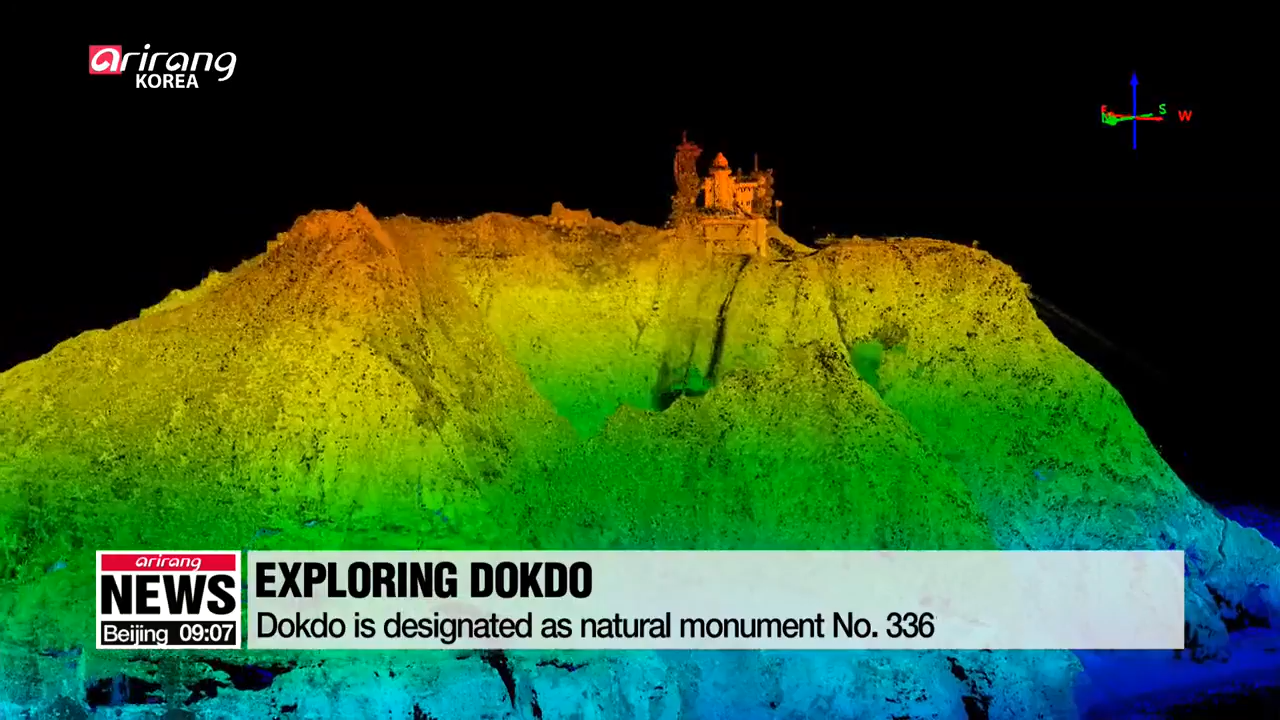 arirang
KOREA
S
W
arirang
NEWS
Beijing 09:07
EXPLORING DOKDO
Dokdo is designated as natural monument No. 336